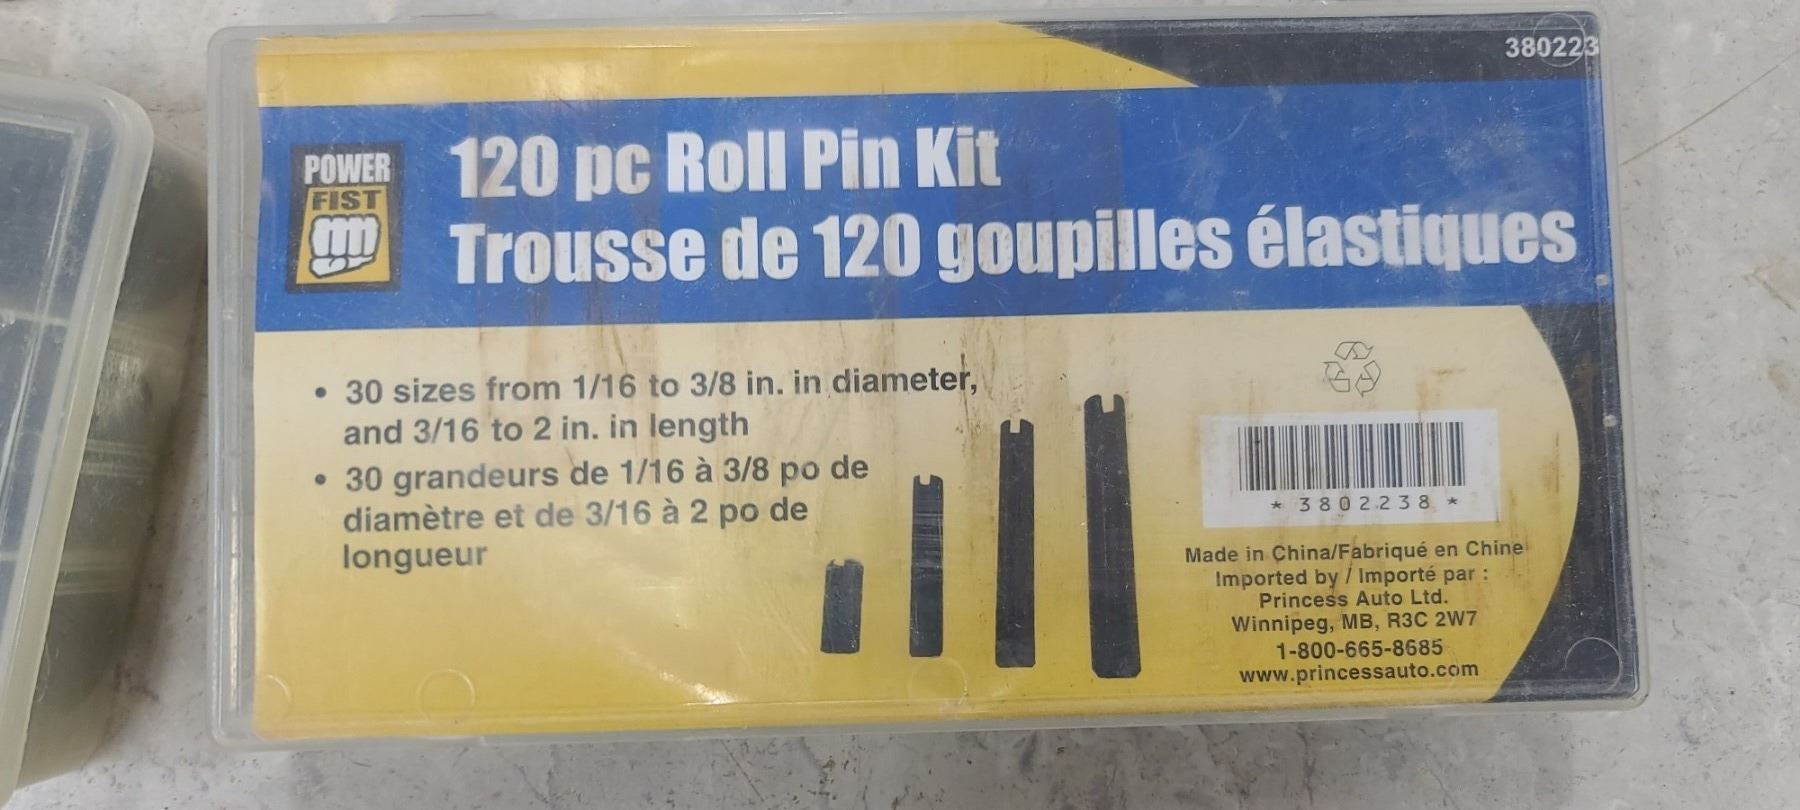 380223
POWER
FIST
120 pc Roll Pin Kit
Trousse de 120 goupilles élastiques
• 30 sizes from 1/16 to 3/8 in. in diameter,
and 3/16 to 2 in. in length
• 30 grandeurs de 1/16 à 3/8 po de
diamètre et de 3/16 à 2 po de
longueur
* 3802238 *
Made in China/Fabriqué en Chine
Imported by / Importé par :
Princess Auto Ltd.
Winnipeg, MB, R3C 2W7
1-800-665-8685
www.princessauto.com